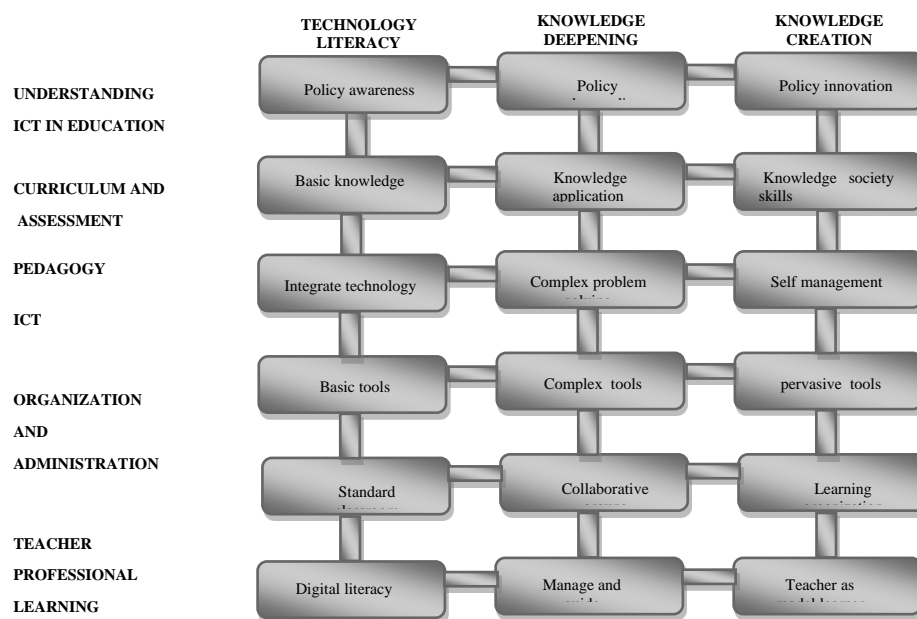 TECHNOLOGY
LITERACY
KNOWLEDGE
DEEPENING
KNOWLEDGE
CREATION
UNDERSTANDING
ICT IN EDUCATION
Policy awareness
Policy
Policy innovation
CURRICULUM AND
ASSESSMENT
Basic knowledge
Knowledge
application
Knowledge society
skills
PEDAGOGY
Integrate technology
Complex problem
Self management
ICT
Basic tools
Complex tools
pervasive tools
ORGANIZATION
AND
ADMINISTRATION
Standard
Collaborative
Learning
TEACHER
PROFESSIONAL
LEARNING
Digital literacy
Manage and
Teacher as